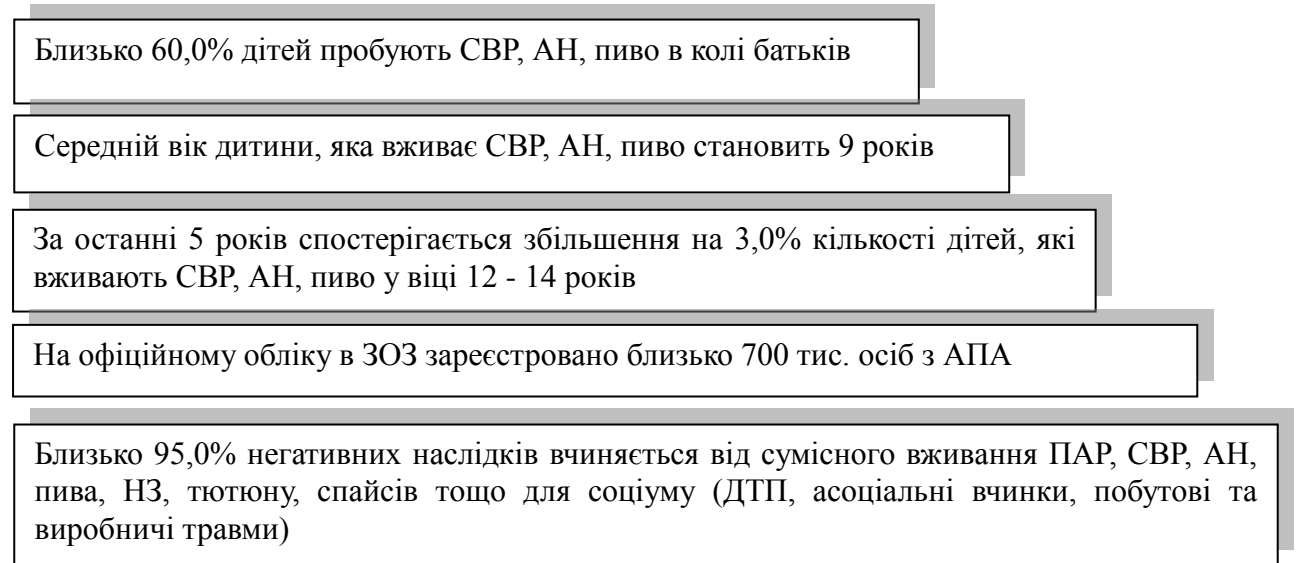 Близько 60,0% дітей пробують СВР, АН, пиво в колі батьків
Середній вік дитини, яка вживає СВР, АН, пиво становить 9 років
За останні 5 років спостерігається збільшення на 3,0% кількості дітей, які
вживають СВР, АН, пиво у віці 12 - 14 років
На офіційному обліку в ЗОЗ зареєстровано близько 700 тис. осіб з АПА
Близько 95,0% негативних наслідків вчиняється від сумісного вживання ПАР, СВР, АН,
пива, НЗ, тютюну, спайсів тощо для соціуму (ДТП, асоціальні вчинки, побутові та
виробничі травми)